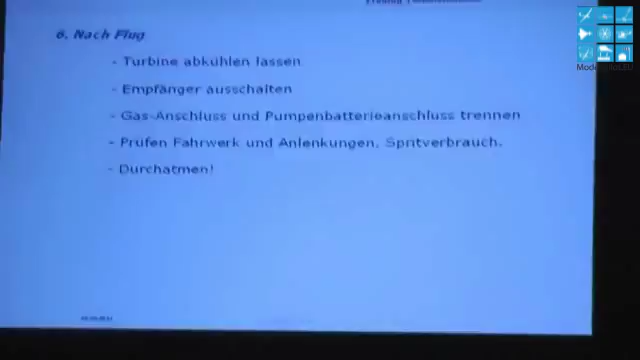 6. Nach Flug
- Turbine abkühlen lassen
- Empfänger ausschalten
- Gas-Anschluss und Pumpenbatterieanschluss trennen
- Prüfen Fahrwerk und Anlenkungen, Spritverbrauch.
- Durchatmen!